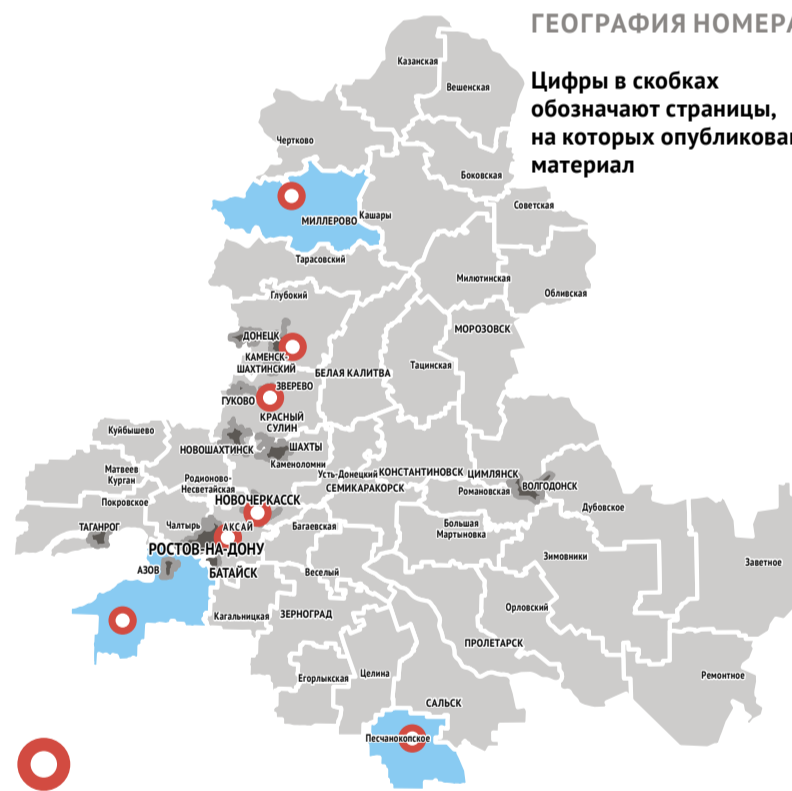 ГЕОГРАФИЯ НОМЕРА
Цифры в скобках
обозначают страницы,
на которых опубликован
материал
Казанская
Вешенская
Чертково
Боковская
Советская
МИЛЛЕРОВО
Кашары
Тарасовский
Милютинская
Обливская
Глубокий
МОРОЗОВСК
ДОНЕЦК
КАМЕНСК-
ШАХТИНСКИЙ
Тацинская
БЕЛАЯ КАЛИТВА
ЗВЕРЕВО
ГУКОВО
КРАСНЫЙ
СУЛИН
Куйбышево
НОВОШАХТИНСК
ШАХТЫ
Каменоломни
Матвеев
Курган
Родионово-
Несветайская
Усть-Донецкий
КОНСТАНТИНОВСК
ЦИМЛЯНСК
СЕМИКАРАКОРСК
Романовская
ВОЛГОДОНСК
Покровское
НОВОЧЕРКАССК
Дубовское
ТАГАНРОГ
Чалтырь
АКСАЙ
Багаевская
Большая
Мартыновка
РОСТОВ-НА-ДОНУ
Зимовники
Заветное
АЗОВ
БАТАЙСК
Веселый
Кагальницкая
ЗЕРНОГРАД
Орловский
ПРОЛЕТАРСК
Егорлыкская
Целина
Ремонтное
САЛЬСК
Песчанокопское